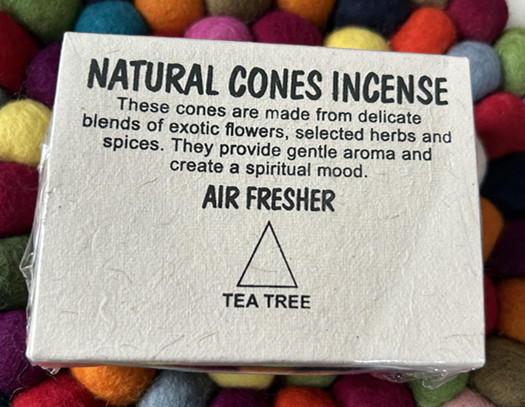 NATURAL CONES INCENSE
These cones are made from delicate
blends of exotic flowers, selected herbs and
spices. They provide gentle aroma and
create a spiritual mood.
AIR FRESHER
TEA TREE